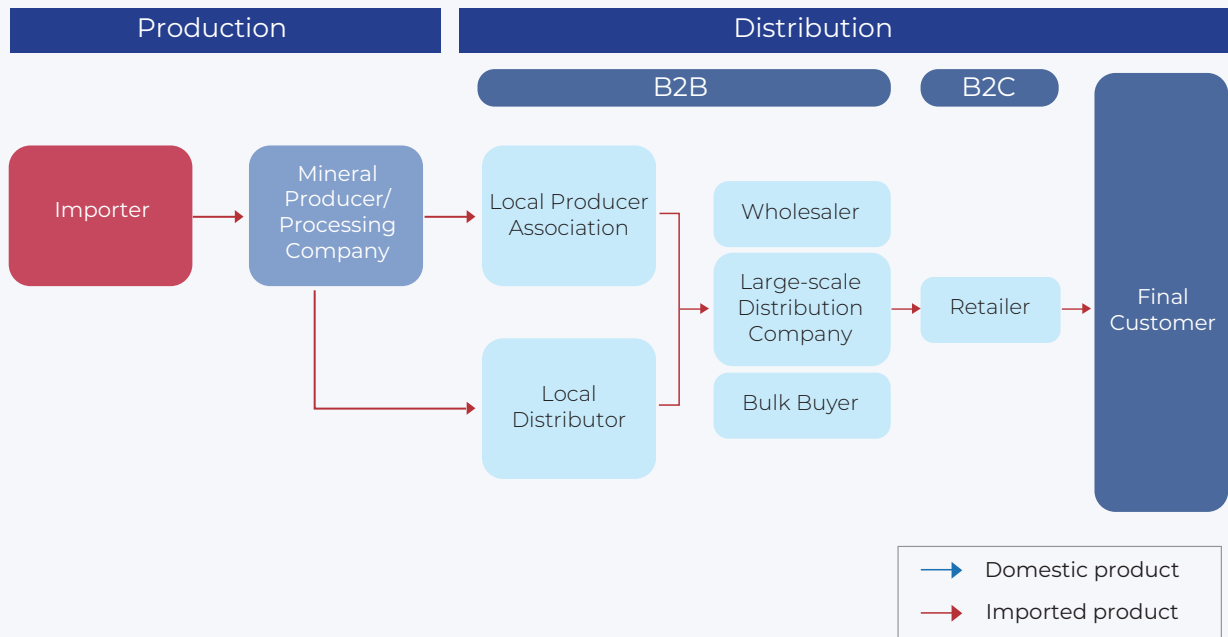 Production
Distribution
B2B
B2C
Importer
Mineral
Producer/
Processing
Company
Local Producer
Association
Local
Distributor
Wholesaler
Large-scale
Distribution
Company
Bulk Buyer
Retailer
Final
Customer
Domestic product
Imported product